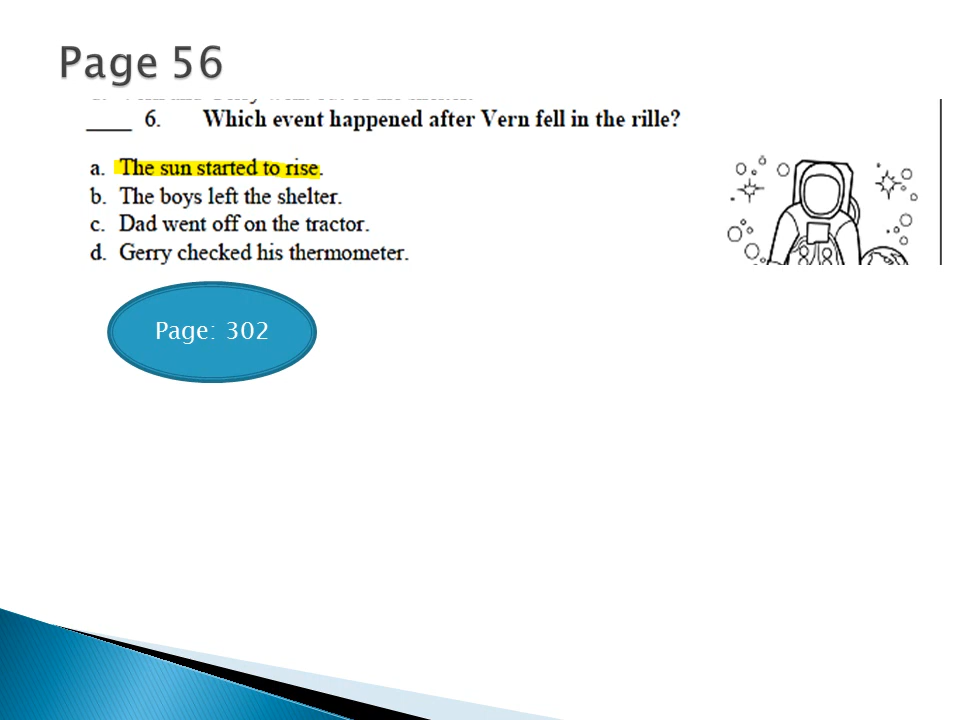 Page 56
6. Which event happened after Vern fell in the rille?
a. The sun started to rise.
b. The boys left the shelter.
c. Dad went off on the tractor.
d. Gerry checked his thermometer.
Page: 302